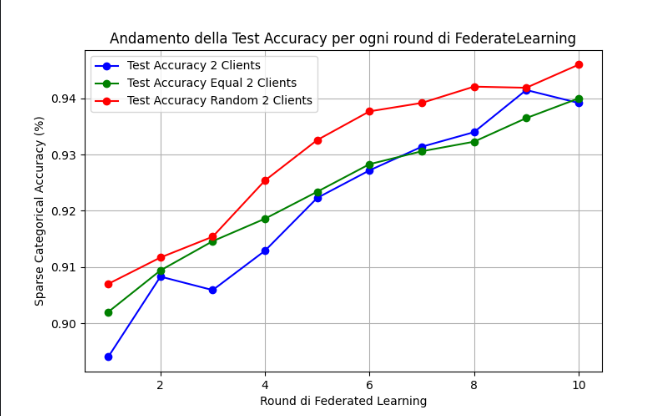 Andamento della Test Accuracy per ogni round di FederateLearning
Test Accuracy 2 Clients
Test Accuracy Equal 2 Clients
Test Accuracy Random 2 Clients
Sparse Categorical Accuracy (%)
0.94
0.93
0.92
0.91
0.90
2 4 6 8 10
Round di Federated Learning